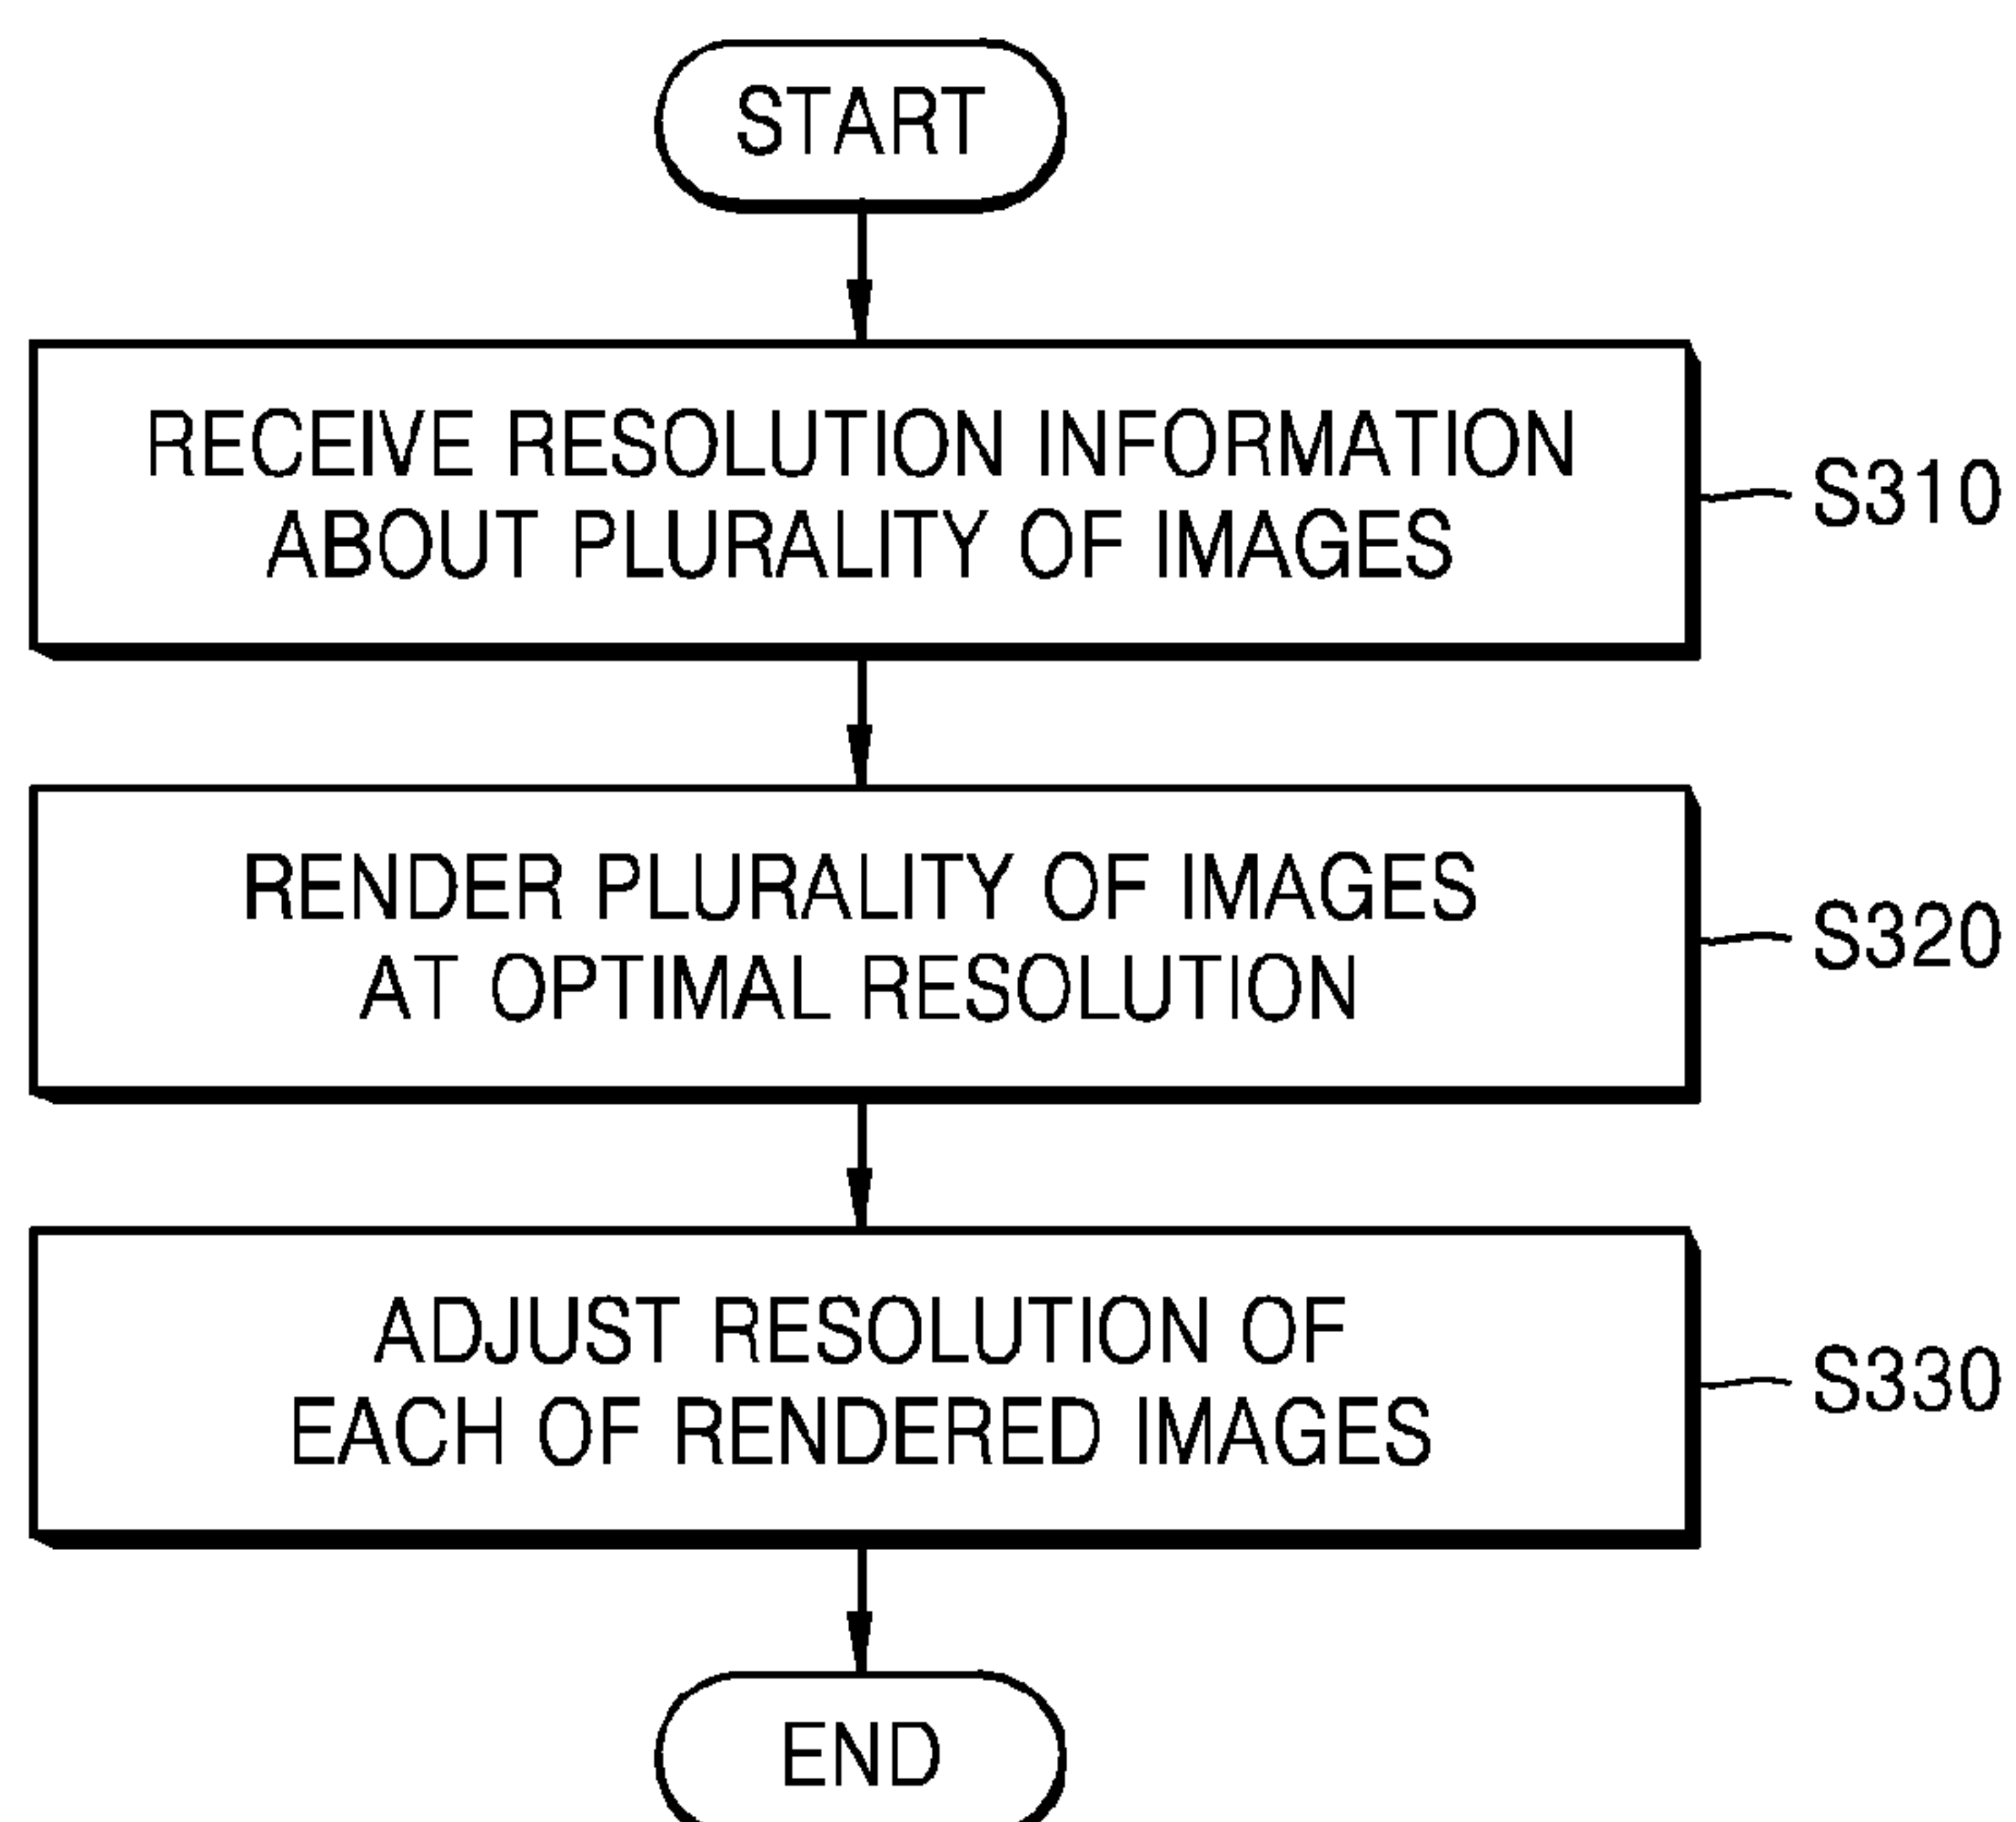 START
RECEIVE RESOLUTION INFORMATION
ABOUT PLURALITY OF IMAGES
S310
RENDER PLURALITY OF IMAGES
AT OPTIMAL RESOLUTION
S320
ADJUST RESOLUTION OF
EACH OF RENDERED IMAGES
S330
END